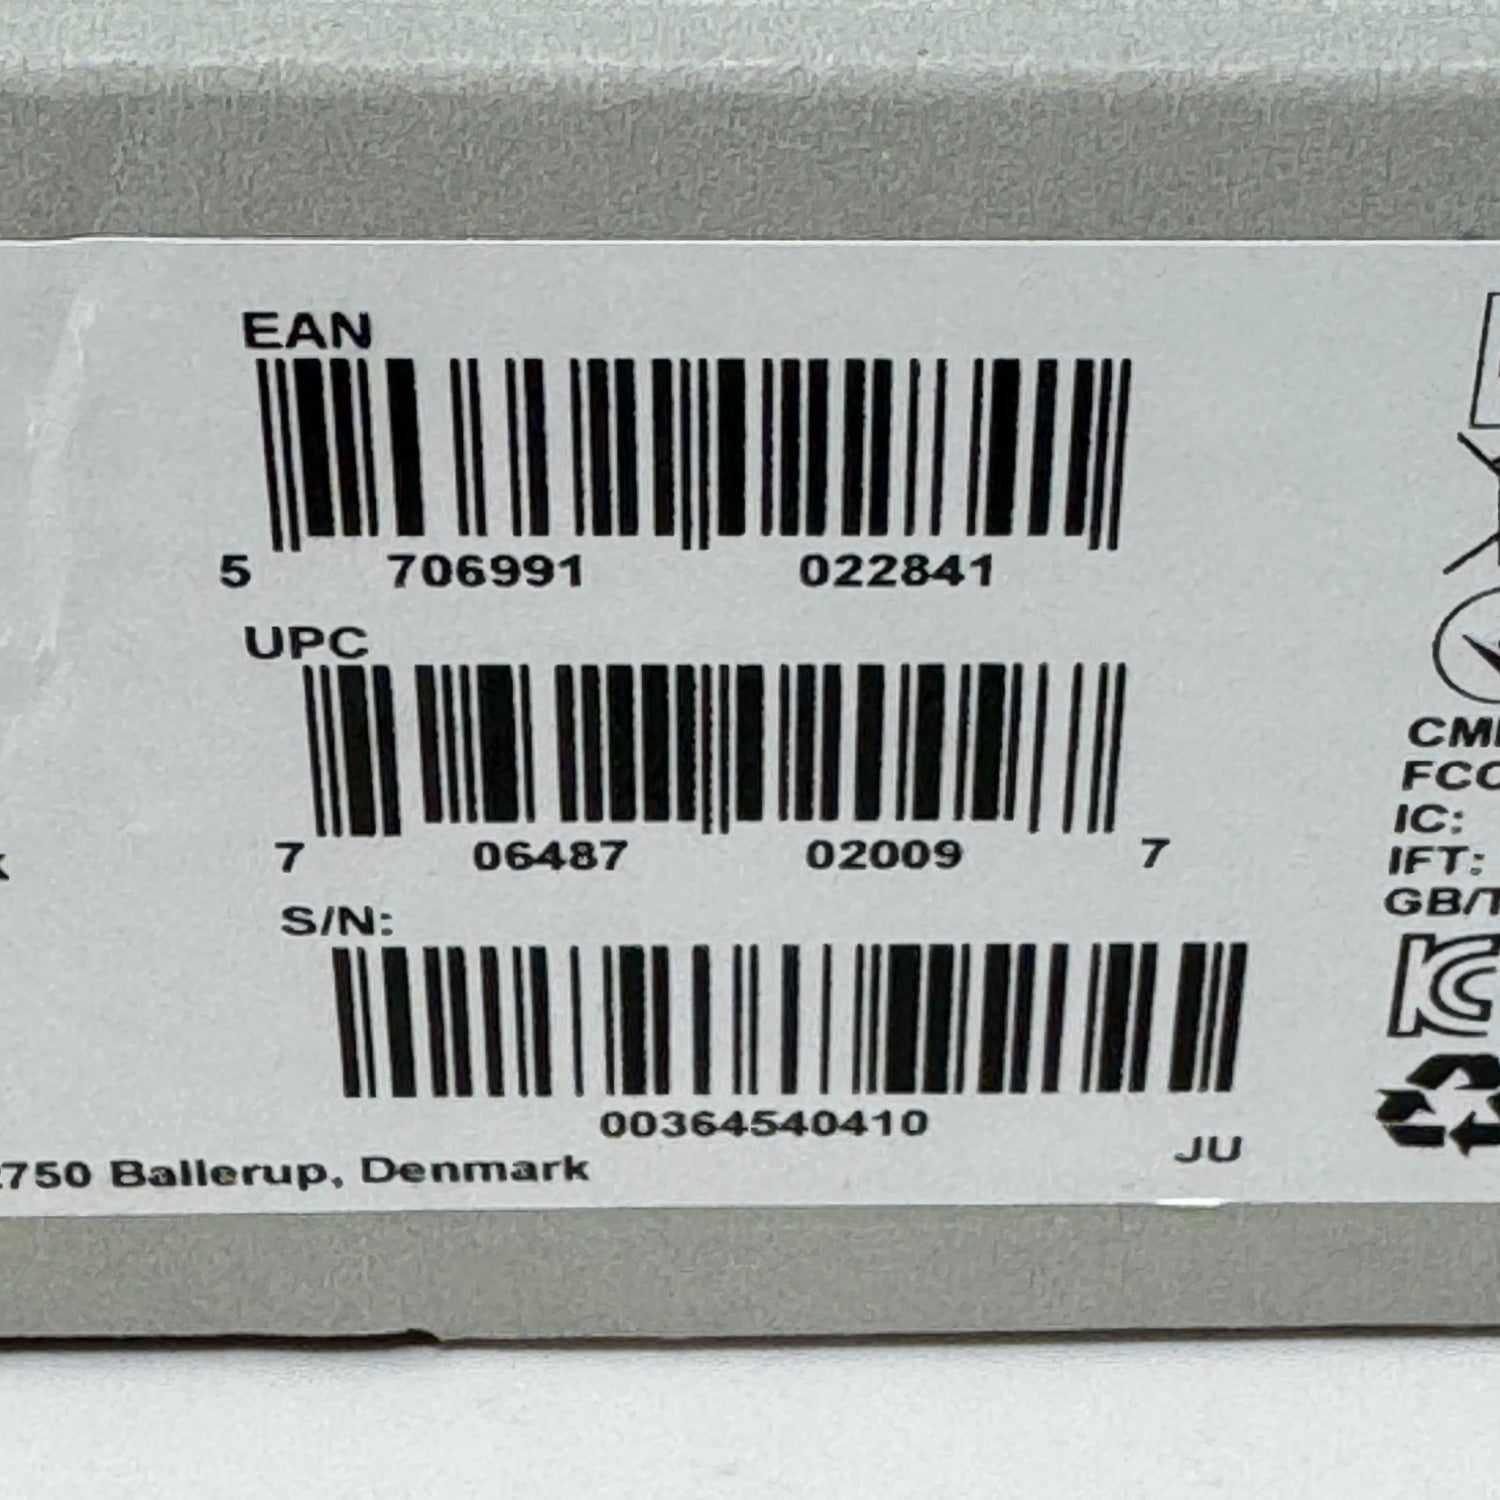 EAN
5 706991 022841
UPC
7 06487 02009 7
S/N:
00364540410
JU
2750 Ballerup, Denmark
FCC
IC:
IFT:
GB/T